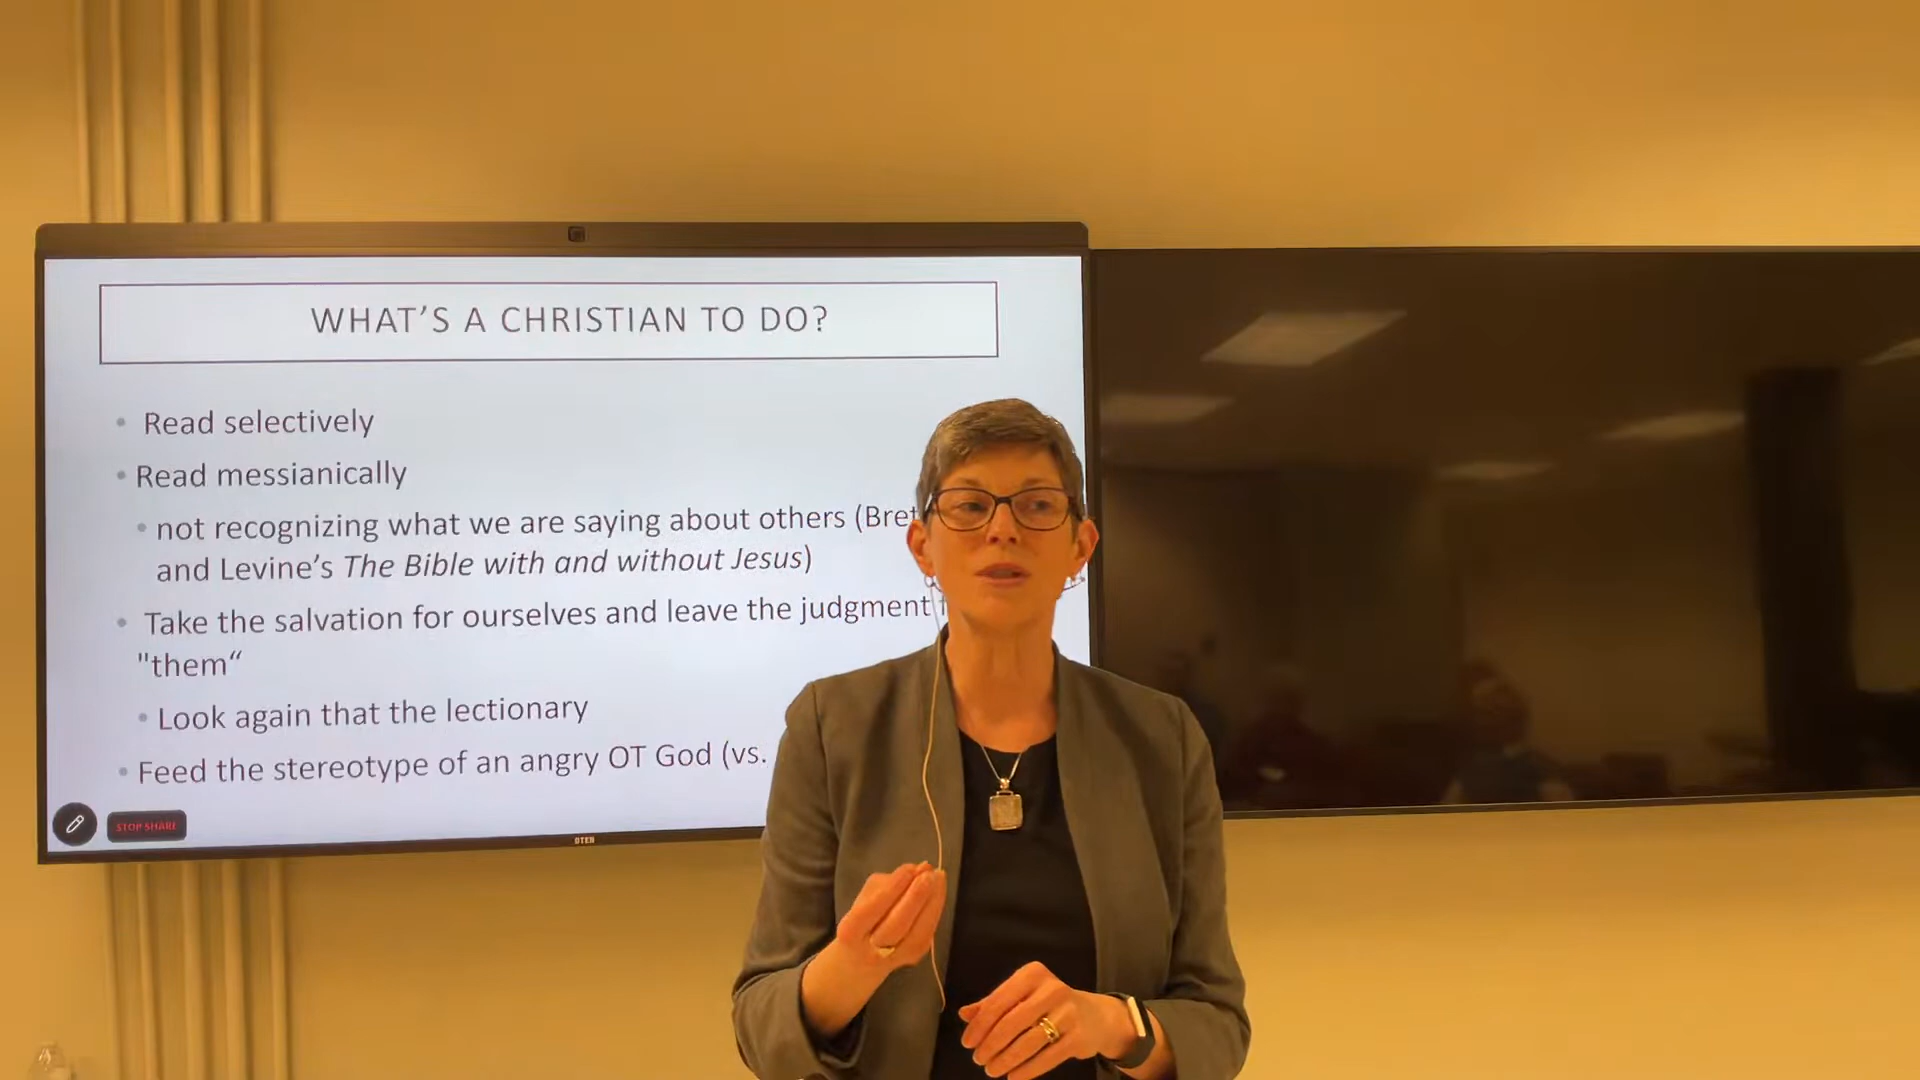 WHAT'S A CHRISTIAN TO DO?
• Read selectively
• Read messianically
• not recognizing what we are saying about others (Bret
and Levine's The Bible with and without Jesus)
• Take the salvation for ourselves and leave the judgment
"them“
• Look again that the lectionary
• Feed the stereotype of an angry OT God (vs.
STOP SHARE
DTEN